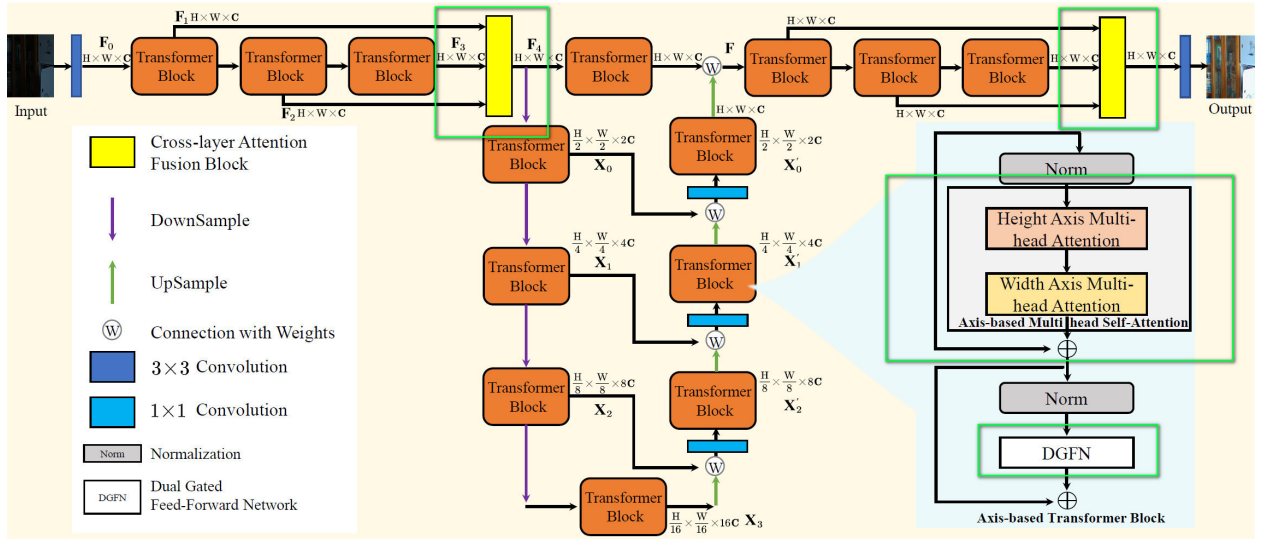 F₁ H×W×C
F₀
H×W×C
Transformer
Block
Transformer
Block
Transformer
Block
F₃
H×W×C
F₄
H×W×C
Transformer
Block
H×W×C
W
F
H×W×C
Transformer
Block
Transformer
Block
Transformer
Block
H×W×C
H×W×C
Input
F₂ H×W×C
H×W×C
Output
Cross-layer Attention
Fusion Block
DownSample
UpSample
W
Connection with Weights
3×3 Convolution
1×1 Convolution
Norm
Normalization
DGFN
Dual Gated
Feed-Forward Network
Transformer
Block
H/2 × W/2 ×2C
X₀
Transformer
Block
H/4 × W/4 ×4C
X₁
Transformer
Block
H/8 × W/8 ×8C
X₂
Transformer
Block
H/16 × W/16 ×16C X₃
H×W×C
Transformer
Block
H/2 × W/2 ×2C
X₀′
W
Transformer
Block
H/4 × W/4 ×4C
X₁′
W
Transformer
Block
H/8 × W/8 ×8C
X₂′
W
Norm
Height Axis Multi-
head Attention
Width Axis Multi-
head Attention
Axis-based Multi-head Self-Attention
Norm
DGFN
Axis-based Transformer Block